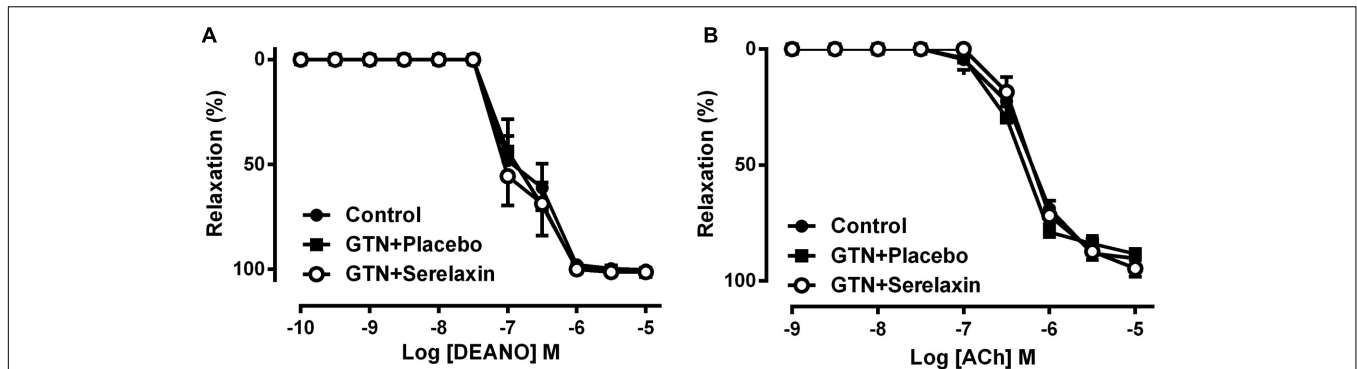 A
Relaxation (%)
0
50
100
Control
GTN+Placebo
GTN+Serelaxin
-10 -9 -8 -7 -6 -5
Log [DEANO] M
B
Relaxation (%)
0
50
100
Control
GTN+Placebo
GTN+Serelaxin
-9 -8 -7 -6 -5
Log [ACh] M